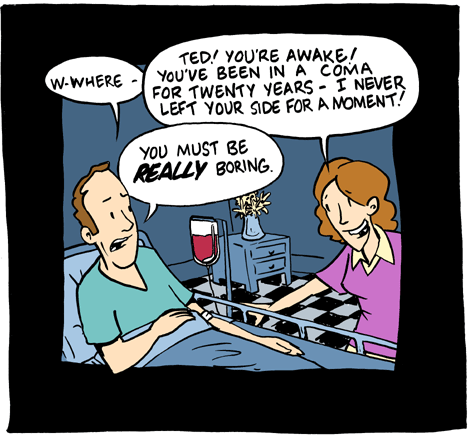 W-WHERE -
TED! YOU'RE AWAKE!
YOU'VE BEEN IN A COMA
FOR TWENTY YEARS - I NEVER
LEFT YOUR SIDE FOR A MOMENT!
YOU MUST BE
REALLY BORING.